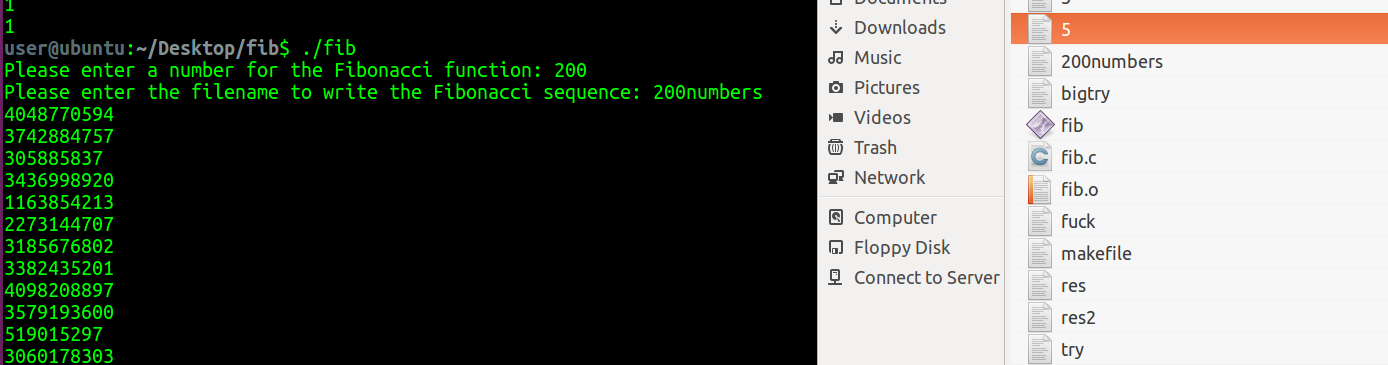 1
1
user@ubuntu:~/Desktop/fib$ ./fib
Please enter a number for the Fibonacci function: 200
Please enter the filename to write the Fibonacci sequence: 200numbers
4048770594
3742884757
305885837
3436998920
1163854213
2273144707
3185676802
3382435201
4098208897
3579193600
519015297
3060178303
Documents
Downloads
Music
Pictures
Videos
Trash
Network
Computer
Floppy Disk
Connect to Server
5
200numbers
bigtry
fib
fib.c
fib.o
fuck
makefile
res
res2
try